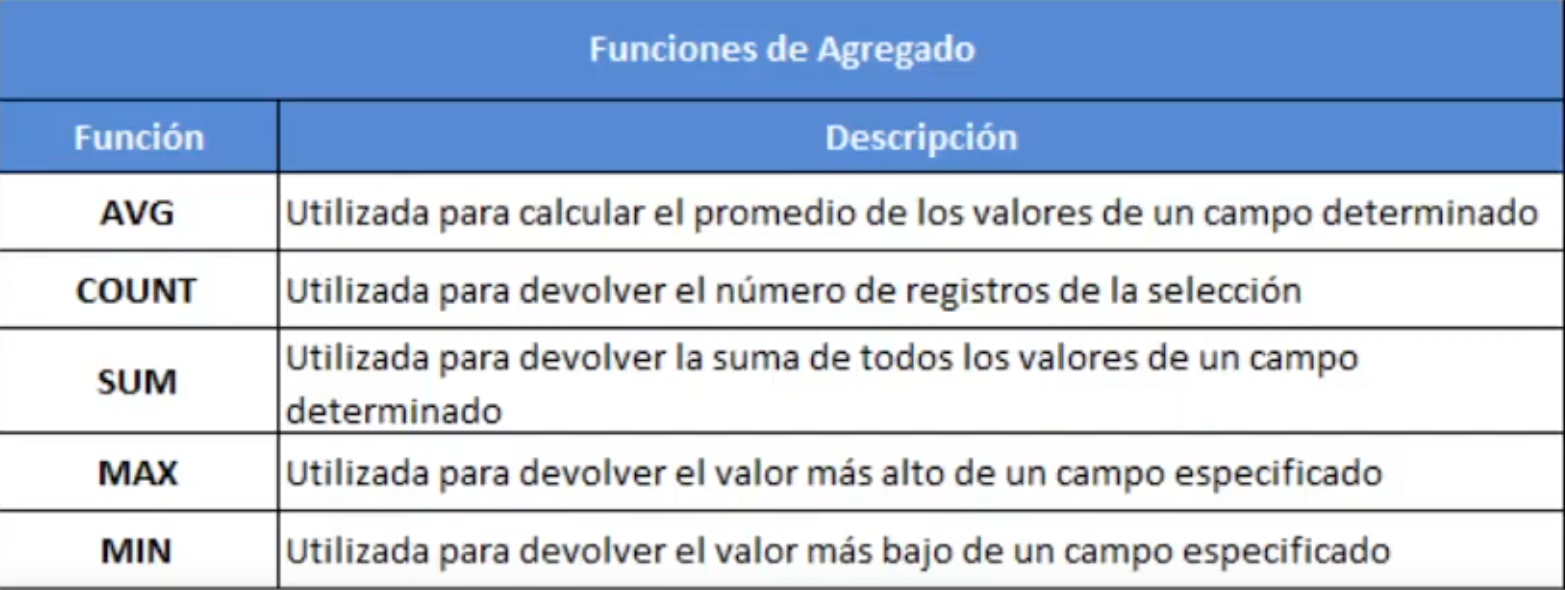 Funciones de Agregado
Función
Descripción
AVG
Utilizada para calcular el promedio de los valores de un campo determinado
COUNT
Utilizada para devolver el número de registros de la selección
SUM
Utilizada para devolver la suma de todos los valores de un campo
determinado
MAX
Utilizada para devolver el valor más alto de un campo especificado
MIN
Utilizada para devolver el valor más bajo de un campo especificado